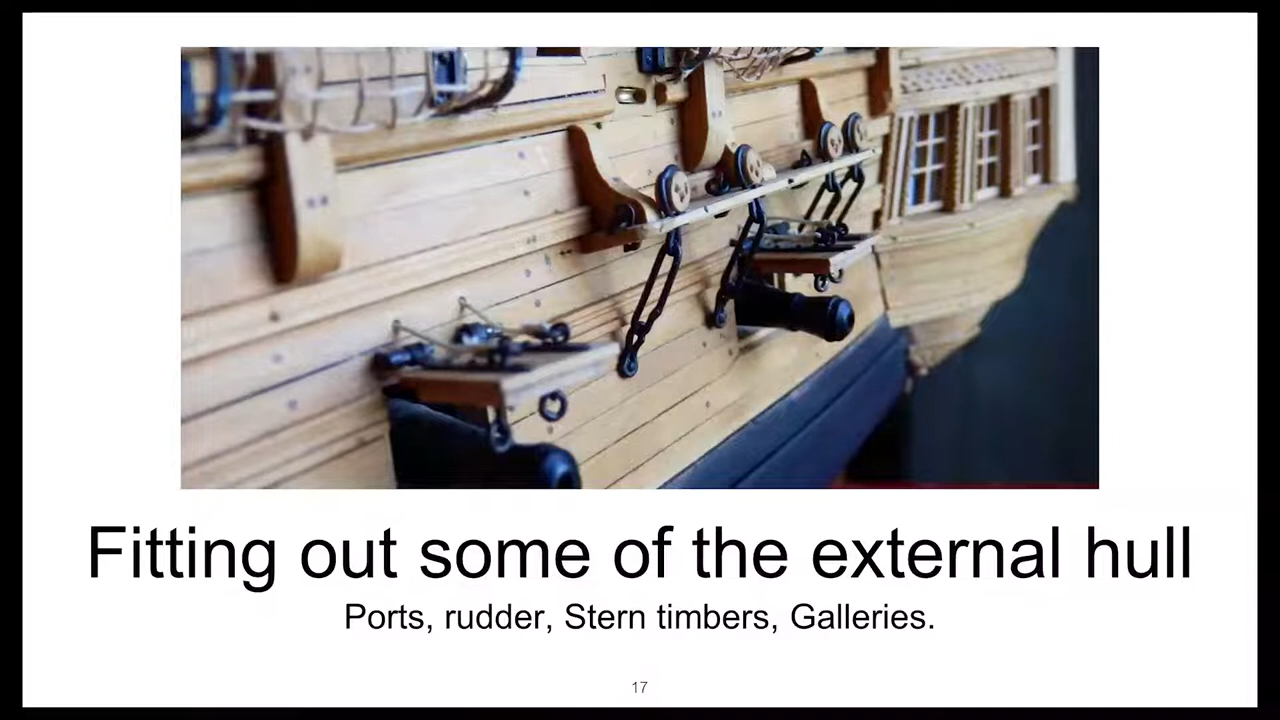 Fitting out some of the external hull
Ports, rudder, Stern timbers, Galleries.
17